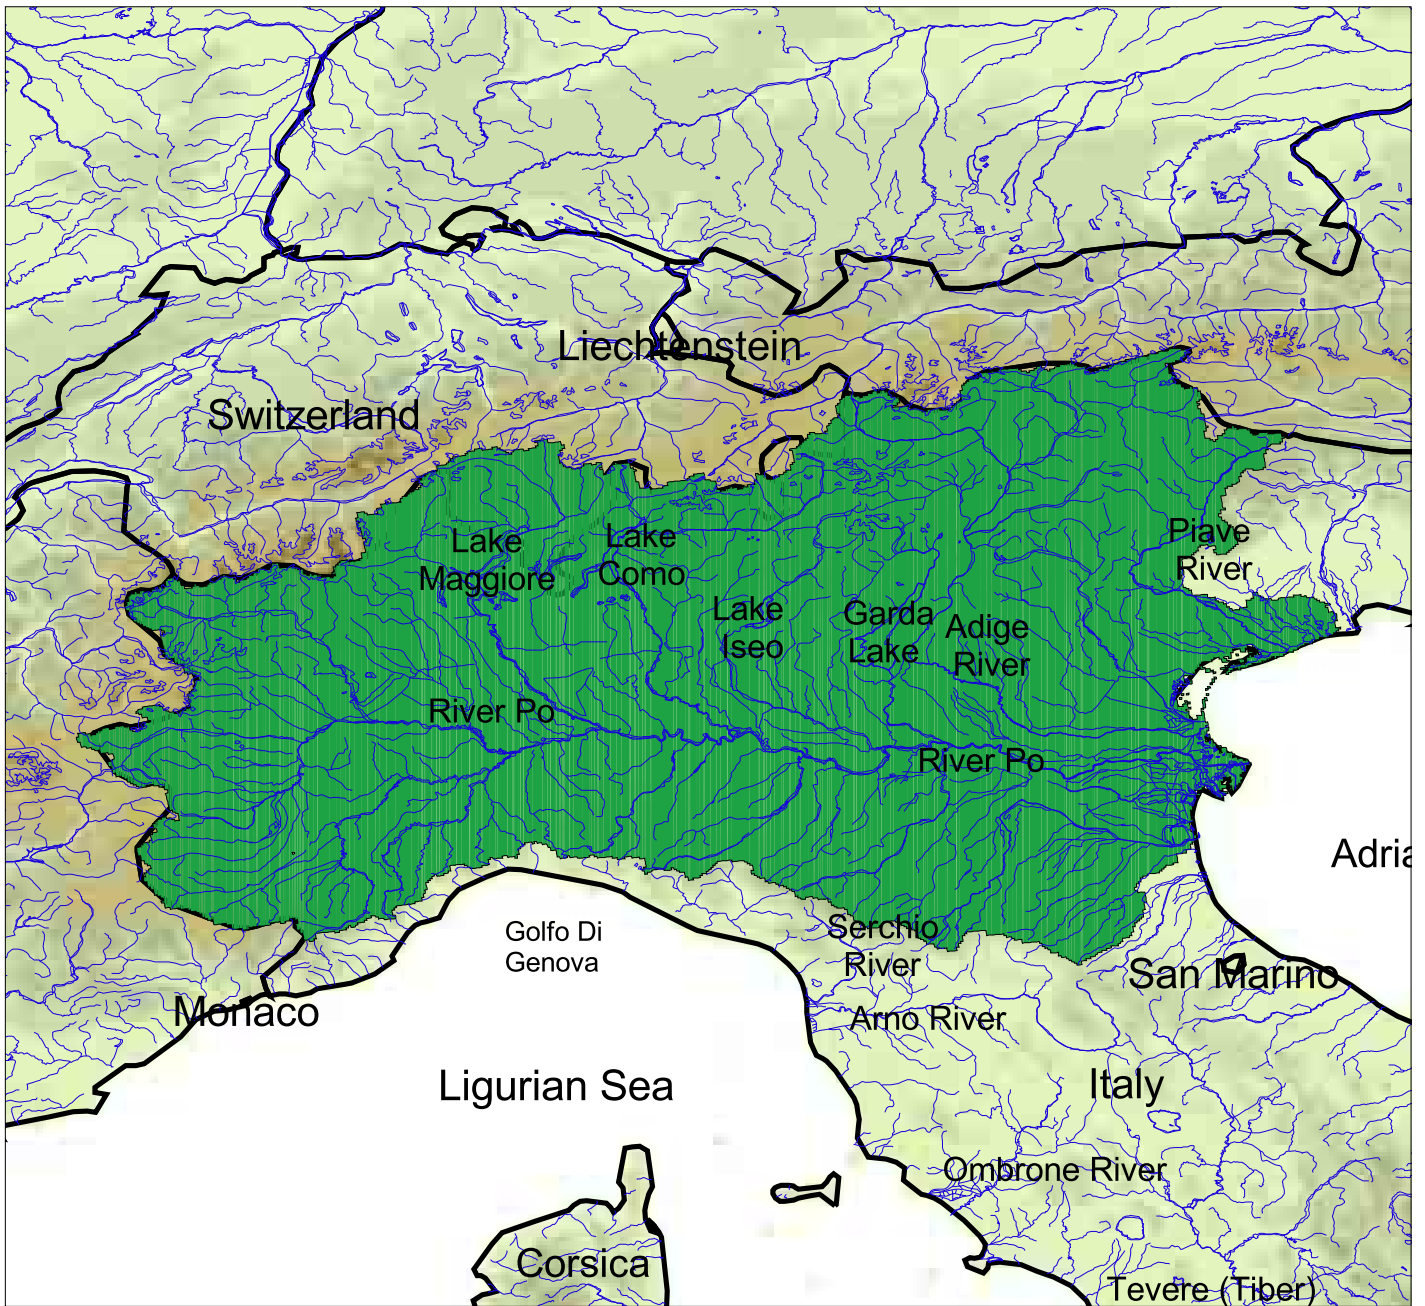 Liechtenstein
Switzerland
Lake
Maggiore
Lake
Como
Piave
River
Lake
Iseo
Garda
Lake
Adige
River
River Po
River Po
Adria
Serchio
River
Golfo Di
Genova
San Marino
Monaco
Arno River
Ligurian Sea
Italy
Ombrone River
Corsica
Tevere (Tiber)